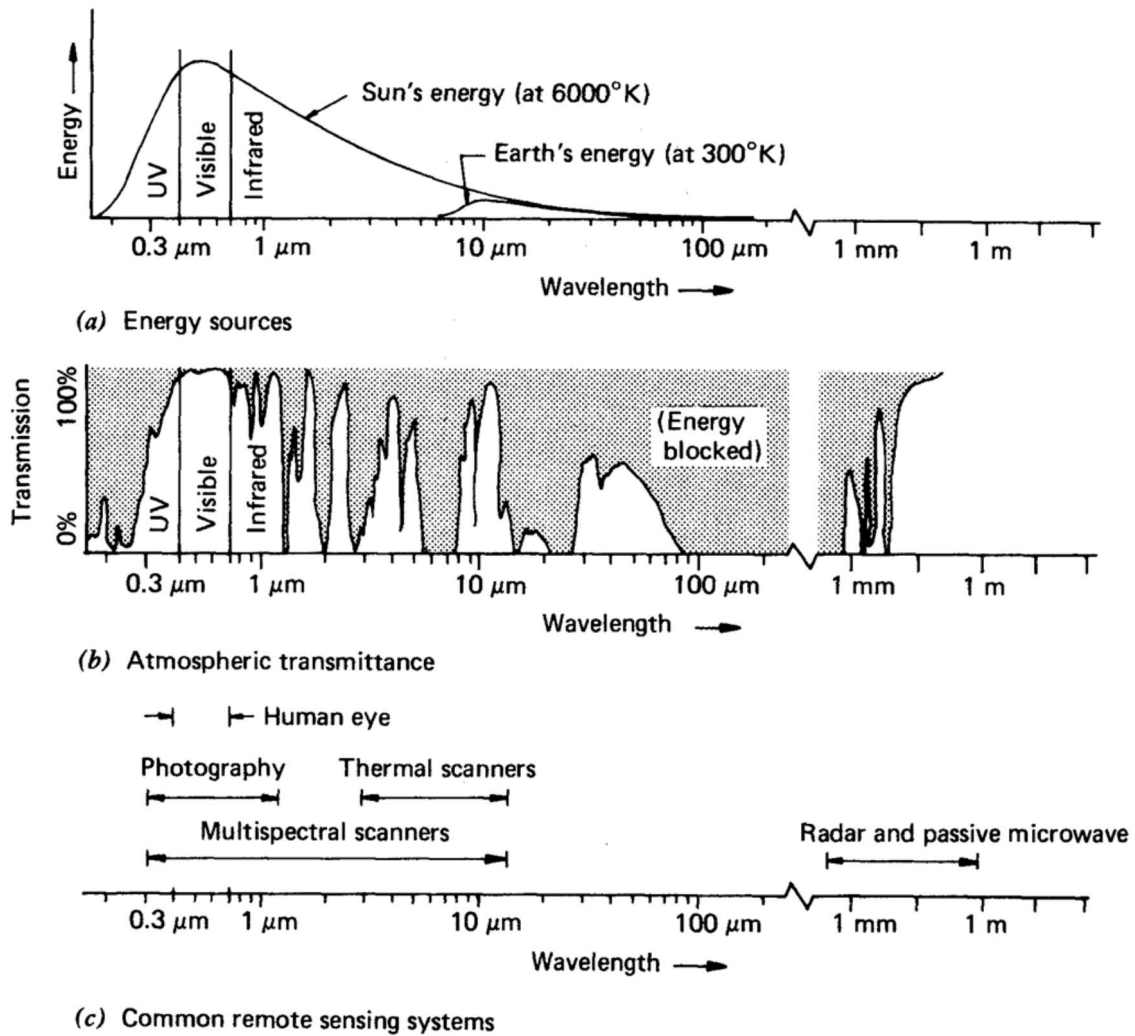 Energy
Sun's energy (at 6000°K)
Earth's energy (at 300°K)
UV
Visible
Infrared
0.3 μm
1 μm
10 μm
100 μm
1 mm
1 m
Wavelength
(a) Energy sources
Transmission
100%
0%
(Energy
blocked)
UV
Visible
Infrared
0.3 μm
1 μm
10 μm
100 μm
1 mm
1 m
Wavelength
(b) Atmospheric transmittance
Human eye
Photography
Thermal scanners
Multispectral scanners
Radar and passive microwave
0.3 μm
1 μm
10 μm
100 μm
1 mm
1 m
Wavelength
(c) Common remote sensing systems